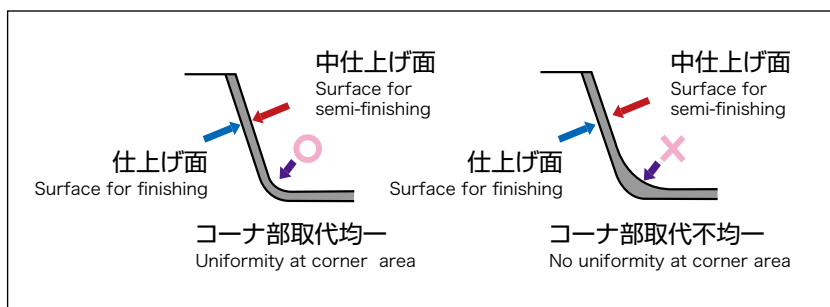 中仕上げ面
Surface for
semi-finishing
仕上げ面
Surface for finishing
コーナ部取代均一
Uniformity at corner area
中仕上げ面
Surface for
semi-finishing
仕上げ面
Surface for finishing
コーナ部取代不均一
No uniformity at corner area